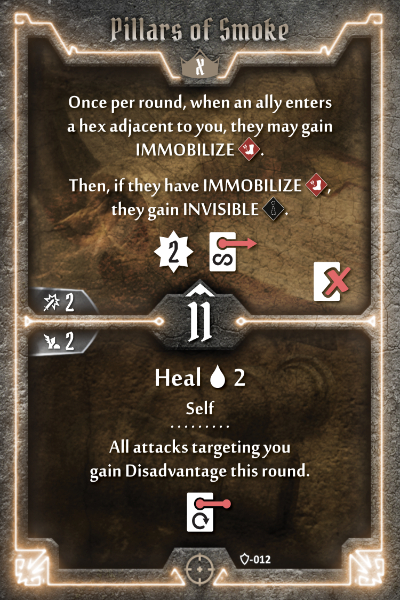 Pillars of Smoke
X
Once per round, when an ally enters
a hex adjacent to you, they may gain
IMMOBILIZE.
Then, if they have IMMOBILIZE,
they gain INVISIBLE.
2
2
11
2
Heal 2
Self
All attacks targeting you
gain Disadvantage this round.
-012